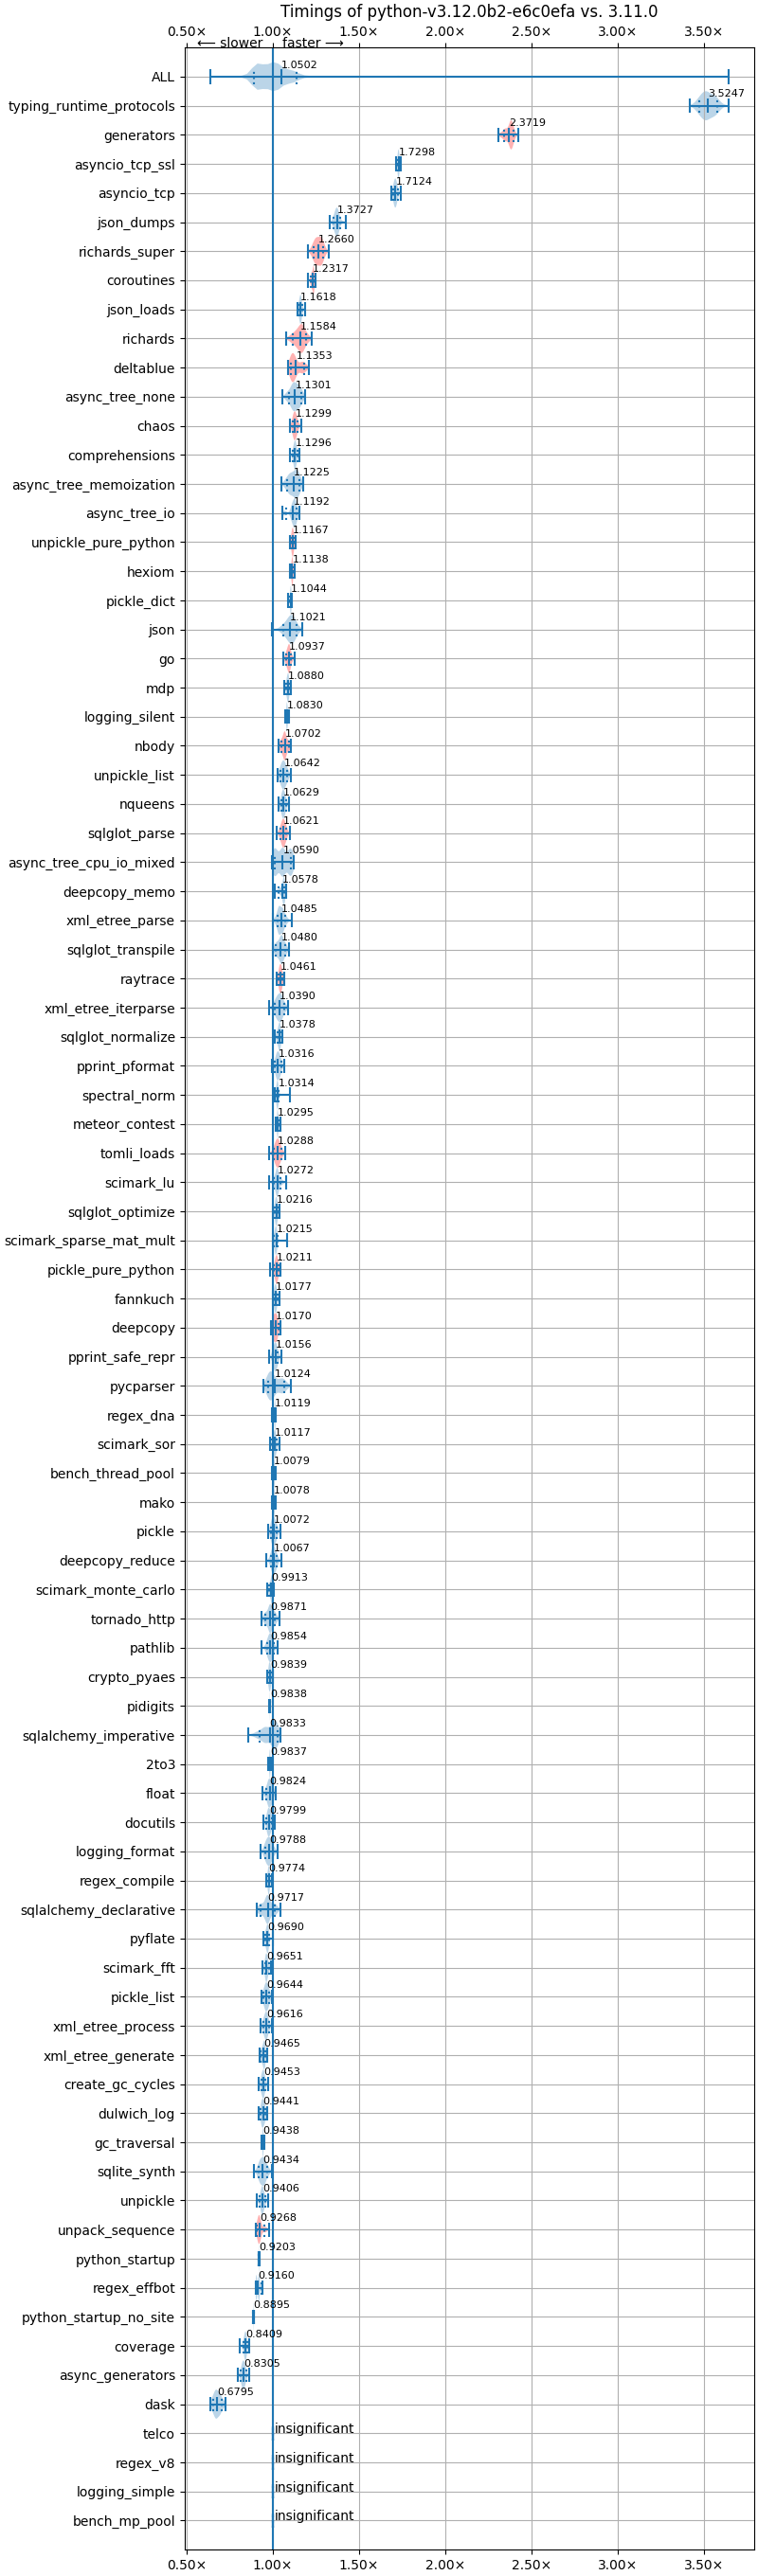 Timings of python-v3.12.0b2-e6c0efa vs. 3.11.0
0.50× 1.00× 1.50× 2.00× 2.50× 3.00× 3.50×
⟵ slower faster ⟶
ALL 1.0502
typing_runtime_protocols 3.5247
generators 2.3719
asyncio_tcp_ssl 1.7298
asyncio_tcp 1.7124
json_dumps 1.3727
richards_super 1.2660
coroutines 1.2317
json_loads 1.1618
richards 1.1584
deltablue 1.1353
async_tree_none 1.1301
chaos 1.1299
comprehensions 1.1296
async_tree_memoization 1.1225
async_tree_io 1.1192
unpickle_pure_python 1.1167
hexiom 1.1138
pickle_dict 1.1044
json 1.1021
go 1.0937
mdp 1.0880
logging_silent 1.0830
nbody 1.0702
unpickle_list 1.0642
nqueens 1.0629
sqlglot_parse 1.0621
async_tree_cpu_io_mixed 1.0590
deepcopy_memo 1.0578
xml_etree_parse 1.0485
sqlglot_transpile 1.0480
raytrace 1.0461
xml_etree_iterparse 1.0390
sqlglot_normalize 1.0378
pprint_pformat 1.0316
spectral_norm 1.0314
meteor_contest 1.0295
tomli_loads 1.0288
scimark_lu 1.0272
sqlglot_optimize 1.0216
scimark_sparse_mat_mult 1.0215
pickle_pure_python 1.0211
fannkuch 1.0177
deepcopy 1.0170
pprint_safe_repr 1.0156
pycparser 1.0124
regex_dna 1.0119
scimark_sor 1.0117
bench_thread_pool 1.0079
mako 1.0078
pickle 1.0072
deepcopy_reduce 1.0067
scimark_monte_carlo 0.9913
tornado_http 0.9871
pathlib 0.9854
crypto_pyaes 0.9839
pidigits 0.9838
sqlalchemy_imperative 0.9833
2to3 0.9837
float 0.9824
docutils 0.9799
logging_format 0.9788
regex_compile 0.9774
sqlalchemy_declarative 0.9717
pyflate 0.9690
scimark_fft 0.9651
pickle_list 0.9644
xml_etree_process 0.9616
xml_etree_generate 0.9465
create_gc_cycles 0.9453
dulwich_log 0.9441
gc_traversal 0.9438
sqlite_synth 0.9434
unpickle 0.9406
unpack_sequence 0.9268
python_startup 0.9203
regex_effbot 0.9160
python_startup_no_site 0.8895
coverage 0.8409
async_generators 0.8305
dask 0.6795
telco insignificant
regex_v8 insignificant
logging_simple insignificant
bench_mp_pool insignificant
0.50× 1.00× 1.50× 2.00× 2.50× 3.00× 3.50×